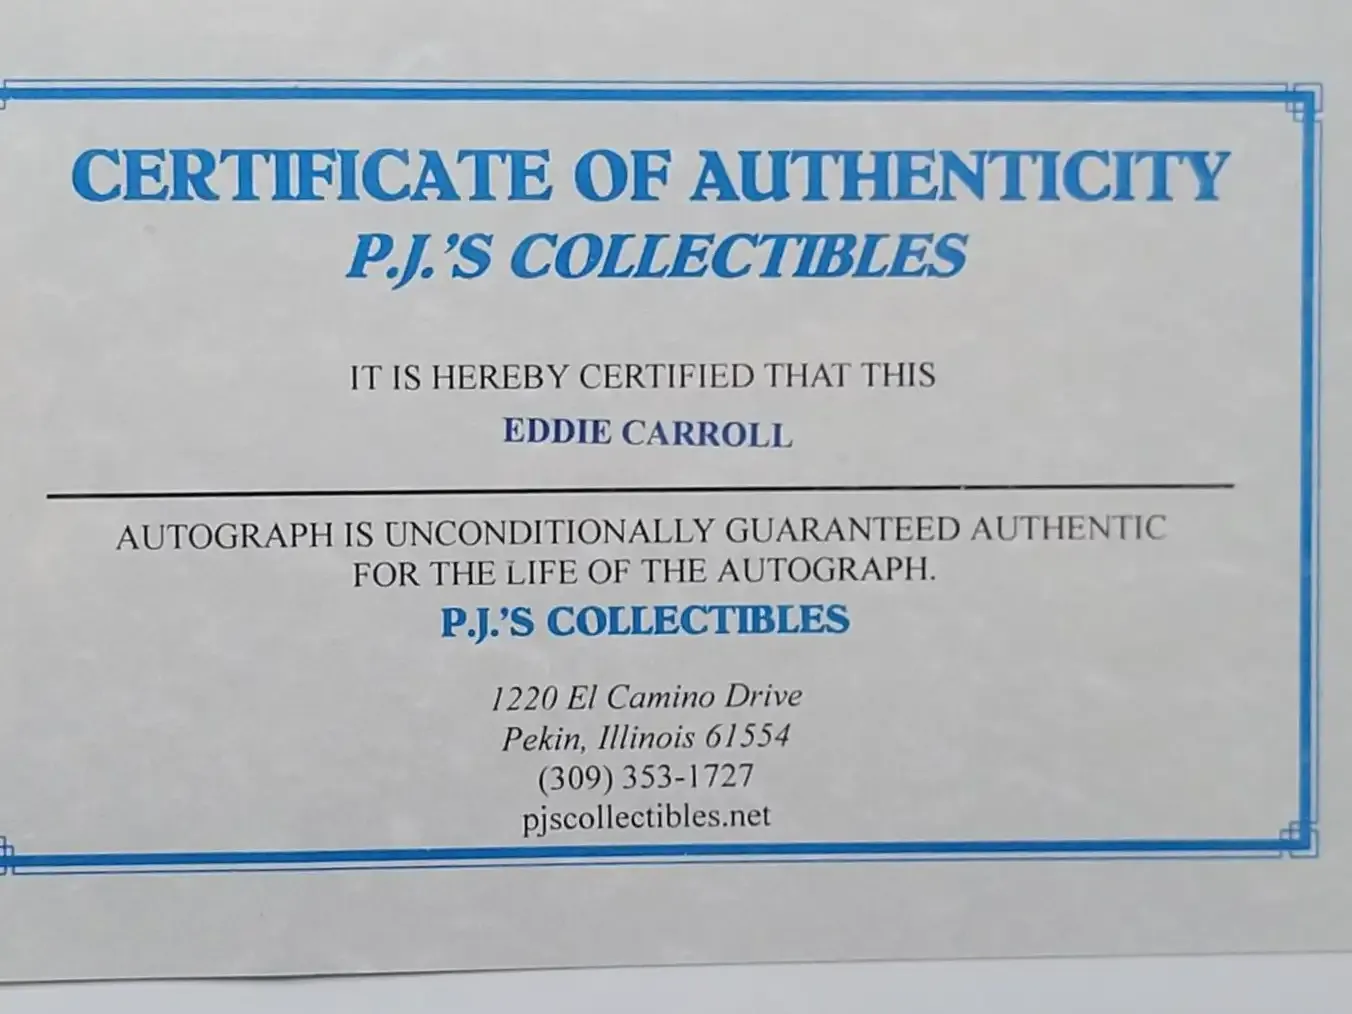 CERTIFICATE OF AUTHENTICITY
P.J.'S COLLECTIBLES
IT IS HEREBY CERTIFIED THAT THIS
EDDIE CARROLL
AUTOGRAPH IS UNCONDITIONALLY GUARANTEED AUTHENTIC
FOR THE LIFE OF THE AUTOGRAPH.
P.J.'S COLLECTIBLES
1220 El Camino Drive
Pekin, Illinois 61554
(309) 353-1727
pjscollectibles.net